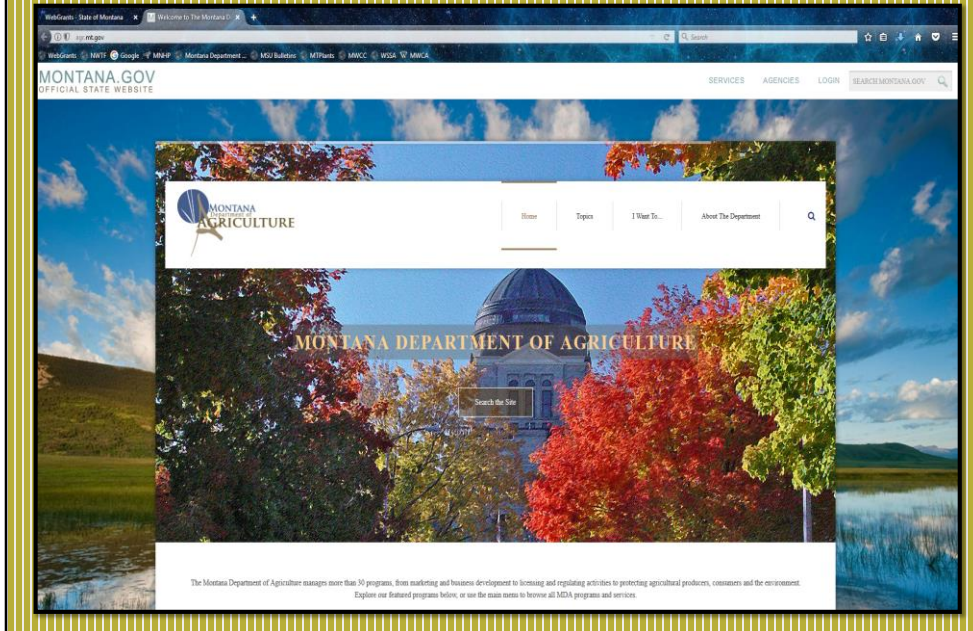 WebGrants - State of Montana
Welcome to The Montana D
agr.mt.gov
Search
WebGrants NWTF Google MNHP Montana Department ... MSU Bulletins MTPlants MWCC WSSA MWCA
MONTANA.GOV
OFFICIAL STATE WEBSITE
SERVICES AGENCIES LOGIN SEARCH MONTANA.GOV
MONTANA
Department of
AGRICULTURE
Home Topics I Want To... About The Department
MONTANA DEPARTMENT OF AGRICULTURE
Search the Site
The Montana Department of Agriculture manages more than 30 programs, from marketing and business development to licensing and regulating activities to protecting agricultural producers, consumers and the environment.
Explore our featured programs below, or use the main menu to browse all MDA programs and services.